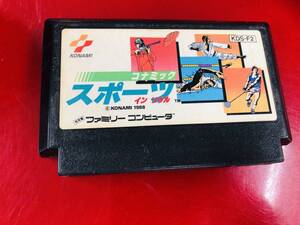 KDS-F2
KONAMI
コナミック
スポーツ
イン ソウル
TM
©KONAMI 1988
ファミリー コンピュータ